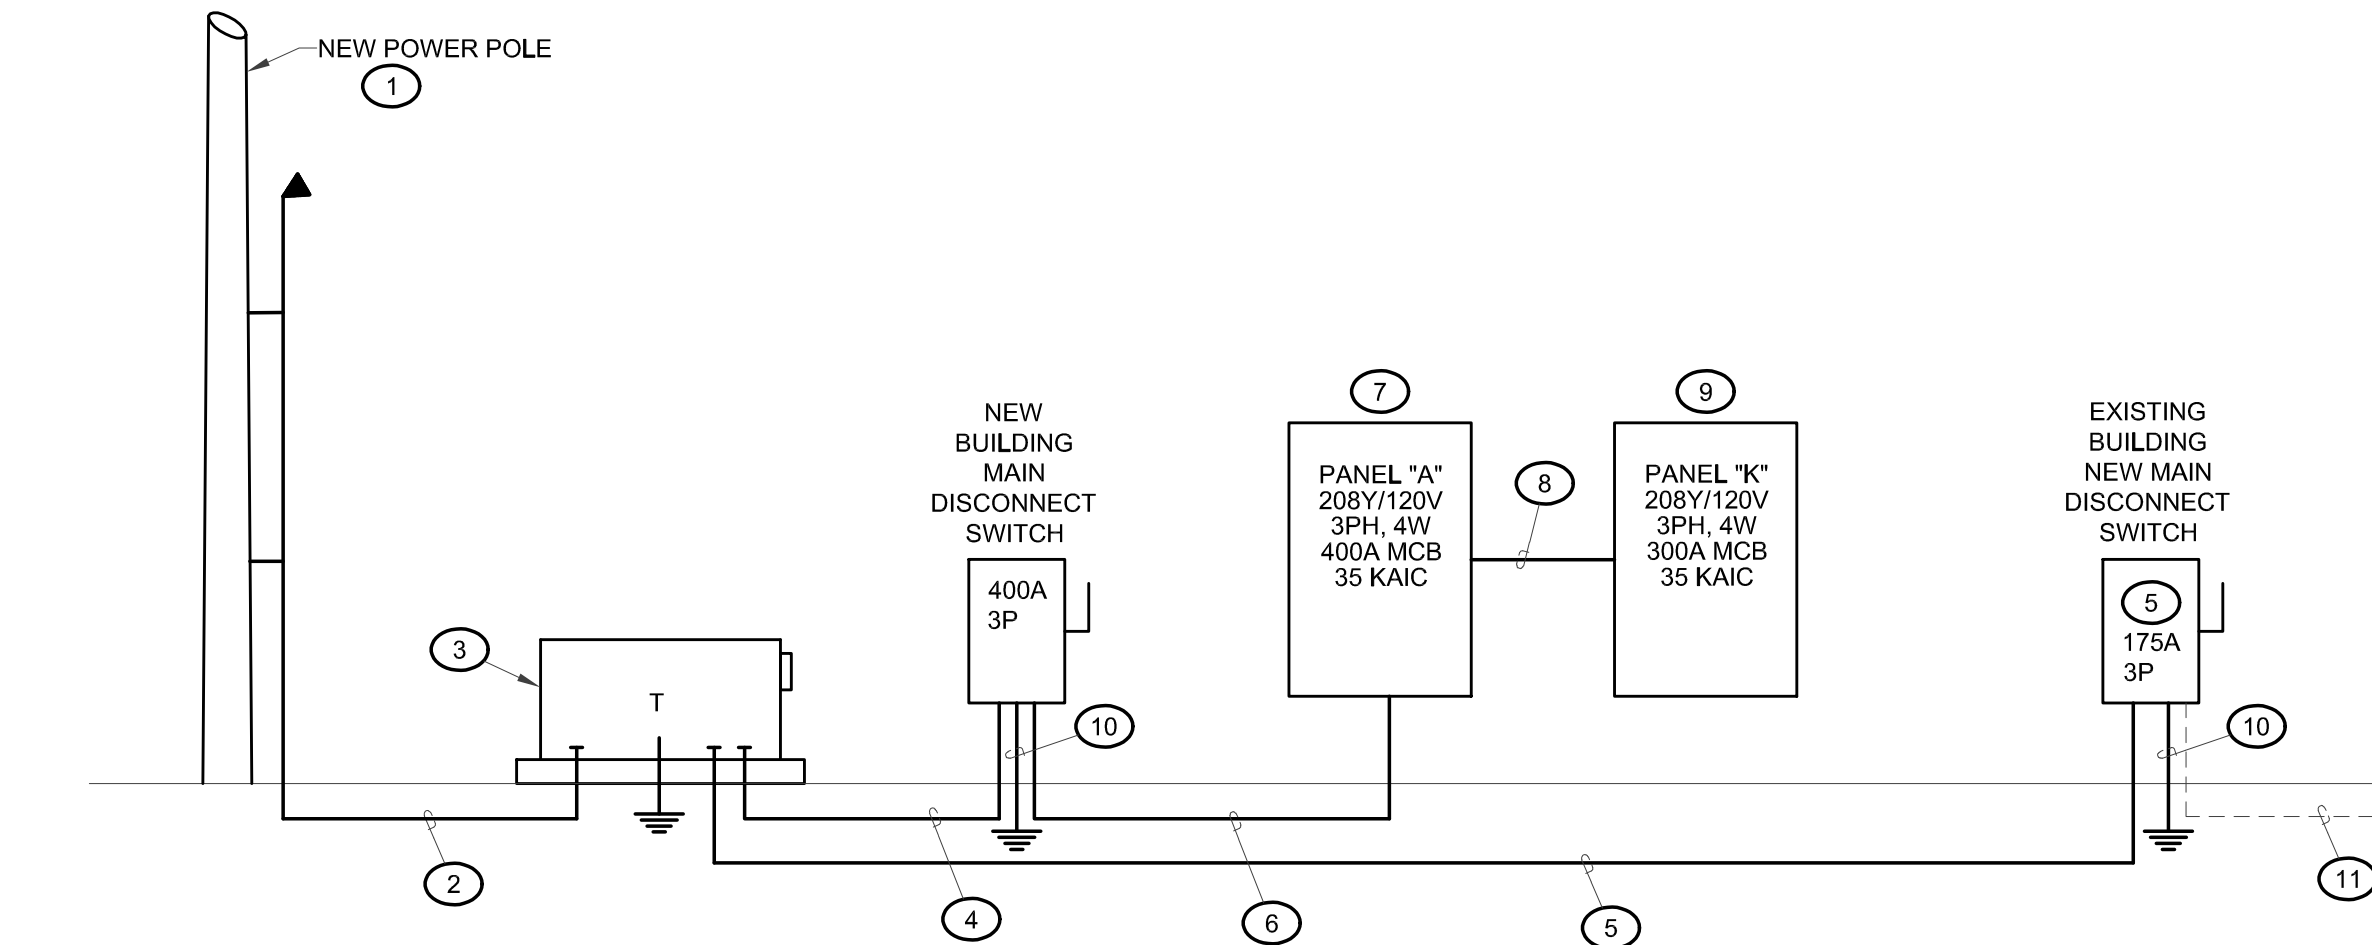 NEW POWER POLE
1
3
T
2
NEW
BUILDING
MAIN
DISCONNECT
SWITCH
400A
3P
10
4
7
PANEL "A"
208Y/120V
3PH, 4W
400A MCB
35 KAIC
8
9
PANEL "K"
208Y/120V
3PH, 4W
300A MCB
35 KAIC
6
5
EXISTING
BUILDING
NEW MAIN
DISCONNECT
SWITCH
5
175A
3P
10
11